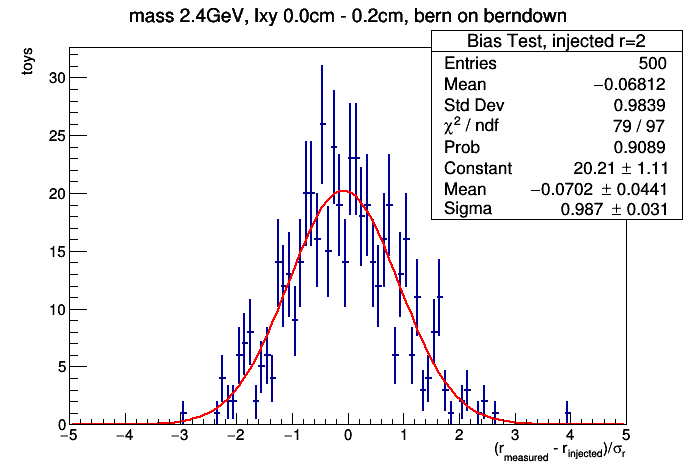 mass 2.4GeV, lxy 0.0cm - 0.2cm, bern on berndown
Bias Test, injected r=2
Entries 500
Mean −0.06812
Std Dev 0.9839
χ² / ndf 79 / 97
Prob 0.9089
Constant 20.21 ± 1.11
Mean −0.0702 ± 0.0441
Sigma 0.987 ± 0.031
toys
30
25
20
15
10
5
0
−5 −4 −3 −2 −1 0 1 2 3 4 5
(r_measured - r_injected)/σ_r